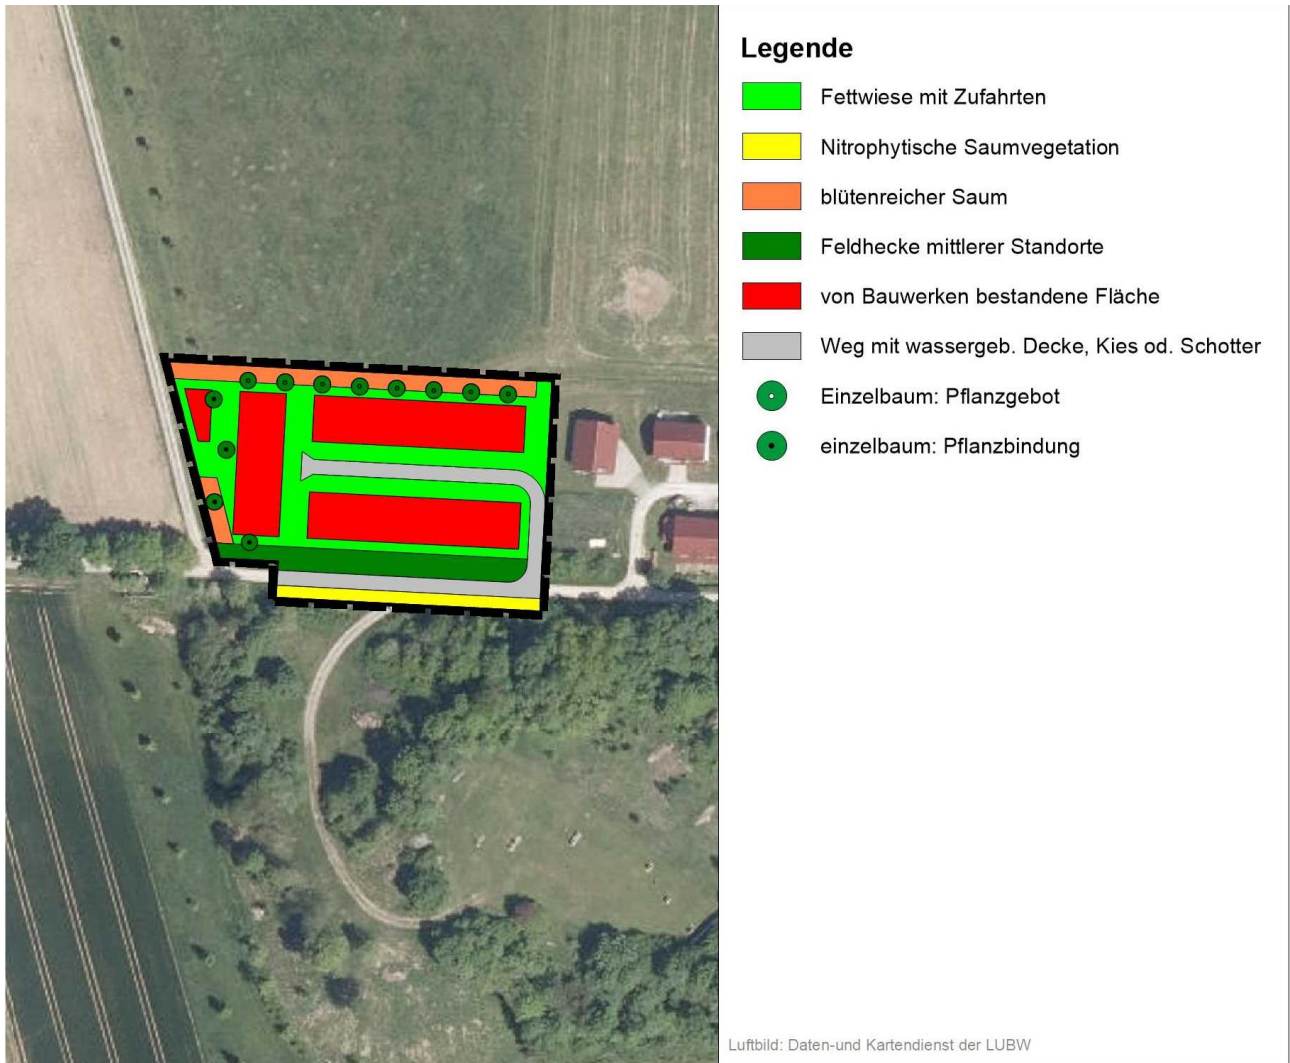 Legende
Fettwiese mit Zufahrten
Nitrophytische Saumvegetation
blütenreicher Saum
Feldhecke mittlerer Standorte
von Bauwerken bestandene Fläche
Weg mit wassergeb. Decke, Kies od. Schotter
Einzelbaum: Pflanzgebot
einzelbaum: Pflanzbindung
Luftbild: Daten-und Kartendienst der LUBW